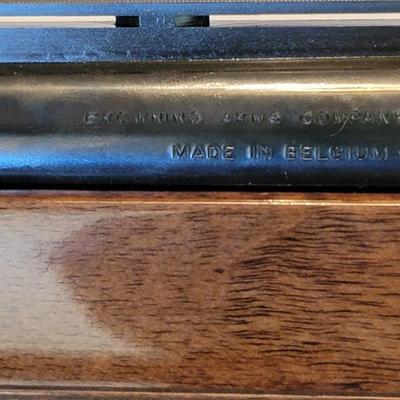 BROWNING ARMS COMPANY
MADE IN BELGIUM